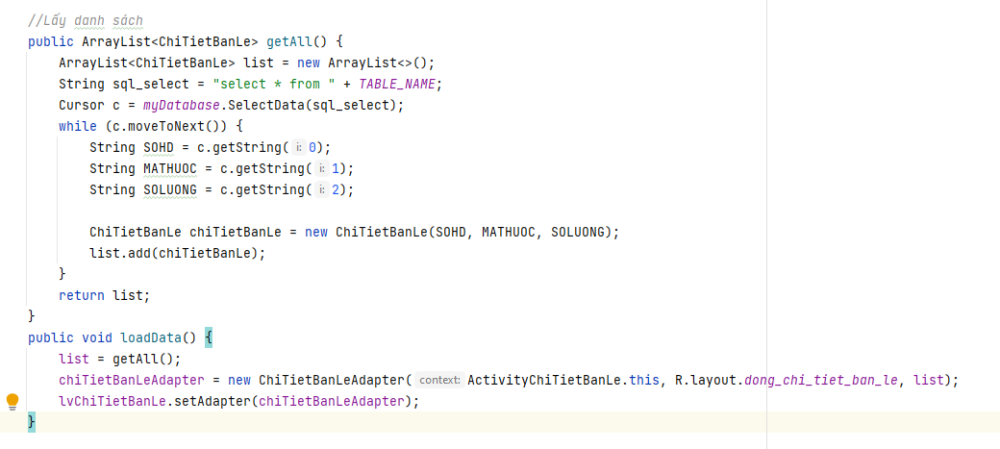 //Lấy danh sách
public ArrayList<ChiTietBanLe> getAll() {
ArrayList<ChiTietBanLe> list = new ArrayList<>();
String sql_select = "select * from " + TABLE_NAME;
Cursor c = myDatabase.SelectData(sql_select);
while (c.moveToNext()) {
String SOHD = c.getString( i: 0);
String MATHUOC = c.getString( i: 1);
String SOLUONG = c.getString( i: 2);
ChiTietBanLe chiTietBanLe = new ChiTietBanLe(SOHD, MATHUOC, SOLUONG);
list.add(chiTietBanLe);
}
return list;
}
public void loadData() {
list = getAll();
chiTietBanLeAdapter = new ChiTietBanLeAdapter( context: ActivityChiTietBanLe.this, R.layout.dong_chi_tiet_ban_le, list);
lvChiTietBanLe.setAdapter(chiTietBanLeAdapter);
}